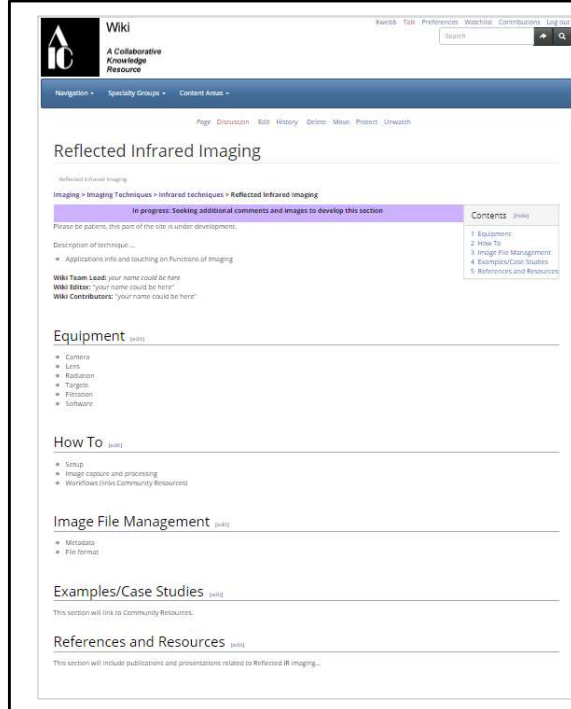 Kwebb Talk Preferences Watchlist Contributions Log out
AIC
Wiki
A Collaborative
Knowledge
Resource
Search
Navigation Specialty Groups Content Areas
Page Discussion Edit History Delete Move Protect Unwatch
Reflected Infrared Imaging
Reflected Infrared Imaging
Imaging > Imaging Techniques > Infrared techniques > Reflected Infrared Imaging
In progress: Seeking additional comments and images to develop this section
Please be patient, this part of the site is under development.
Description of technique ...
Applications info and touching on Functions of Imaging
Wiki Team Lead: your name could be here
Wiki Editor: "your name could be here"
Wiki Contributors: "your name could be here"
Contents [hide]
1 Equipment
2 How To
3 Image File Management
4 Examples/Case Studies
5 References and Resources
Equipment [edit]
Camera
Lens
Radiation
Targets
Filtration
Software
How To [edit]
Setup
Image capture and processing
Workflows (links Community Resources)
Image File Management [edit]
Metadata
File format
Examples/Case Studies [edit]
This section will link to Community Resources.
References and Resources [edit]
This section will include publications and presentations related to Reflected IR imaging...